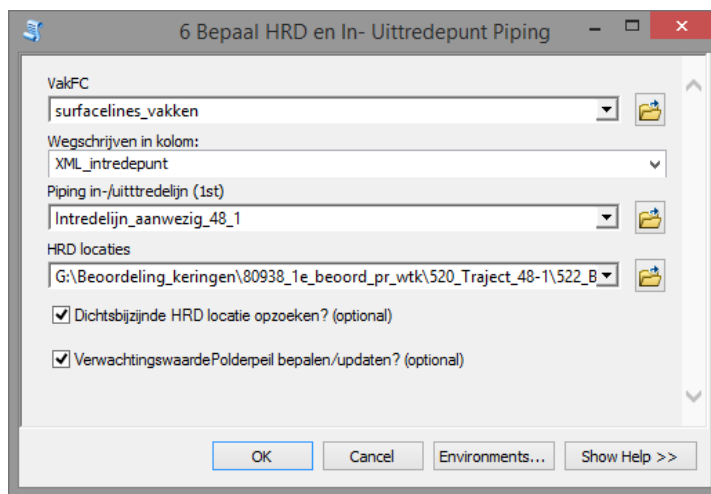 6 Bepaal HRD en In- Uittredepunt Piping
VakFC
surfacelines_vakken
Wegschrijven in kolom:
XML_intredepunt
Piping in-/uitttredelijn (1st)
Intredelijn_aanwezig_48_1
HRD locaties
G:\Beoordeling_keringen\80938_1e_beoord_pr_wtk\520_Traject_48-1\522_B
Dichtsbijzijnde HRD locatie opzoeken? (optional)
VerwachtingswaardePolderpeil bepalen/updaten? (optional)
OK Cancel Environments... Show Help >>